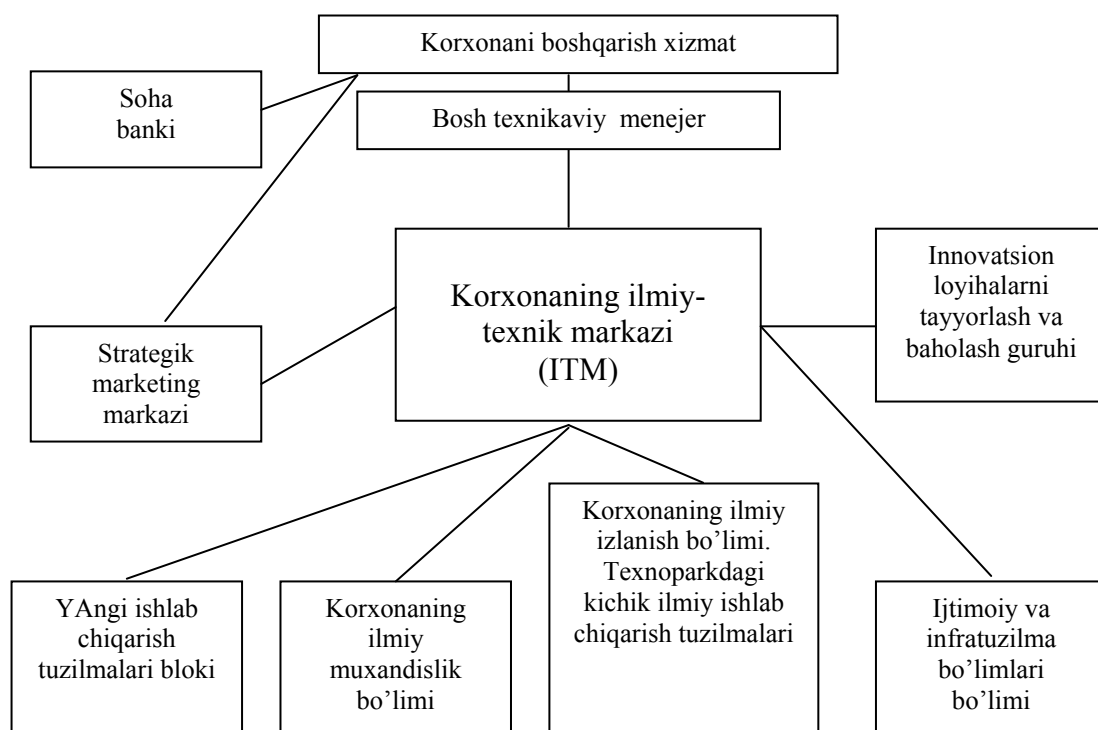 Korxonani boshqarish xizmat
Soha
banki
Bosh texnikaviy  menejer
Korxonaning ilmiy-
texnik markazi
(ITM)
Innovatsion
loyihalarni
tayyorlash va
baholash guruhi
Strategik
marketing
markazi
Korxonaning ilmiy
izlanish bo’limi.
Texnoparkdagi
kichik ilmiy ishlab
chiqarish tuzilmalari
YAngi ishlab
chiqarish
tuzilmalari bloki
Korxonaning
ilmiy
muxandislik
bo’limi
Ijtimoiy va
infratuzilma
bo’limlari
bo’limi